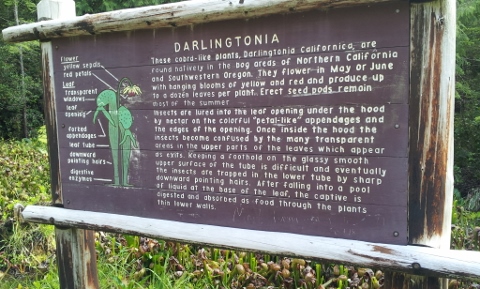 DARLINGTONIA
These cobra-like plants, Darlingtonia Californica, are
found natively in the bog areas of Northern California
and Southwestern Oregon. They flower in May or June
with hanging blooms of yellow and red and produce up
to a dozen leaves per plant. Erect seed pods remain
most of the summer
Insects are lured into the leaf opening under the hood
by nectar on the colorful "petal-like" appendages and
the edges of the opening. Once inside the hood the
insects become confused by the many transparent
areas in the upper parts of the leaves which appear
as exits. Keeping a foothold on the glassy smooth
upper surface of the tube is difficult and eventually
the insects are trapped in the lower tube by sharp
downward pointing hairs. After falling into a pool
of liquid at the base of the leaf, the captive is
digested and absorbed as food through the plants
thin lower walls.
Flower
yellow sepals
red petals
Leaf
transparent
windows
leaf
opening
forked
appendages
leaf tube
downward
pointing hairs
digestive
enzymes